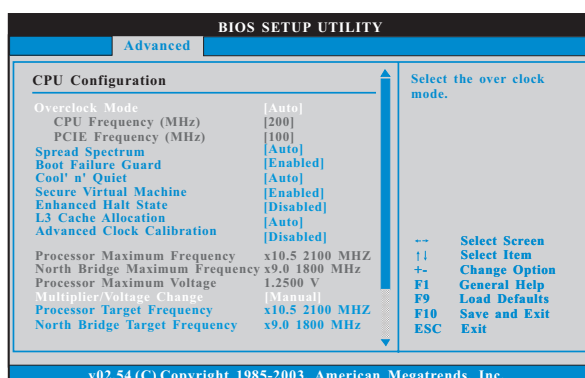 BIOS SETUP UTILITY
Advanced
CPU Configuration
Overclock Mode [Auto]
CPU Frequency (MHz) [200]
PCIE Frequency (MHz) [100]
Spread Spectrum [Auto]
Boot Failure Guard [Enabled]
Cool' n' Quiet [Auto]
Secure Virtual Machine [Enabled]
Enhanced Halt State [Disabled]
L3 Cache Allocation [Auto]
Advanced Clock Calibration [Disabled]
Processor Maximum Frequency x10.5 2100 MHZ
North Bridge Maximum Frequency x9.0 1800 MHz
Processor Maximum Voltage 1.2500 V
Multiplier/Voltage Change [Manual]
Processor Target Frequency x10.5 2100 MHZ
North Bridge Target Frequency x9.0 1800 MHz
Select the over clock
mode.
←→ Select Screen
↑↓ Select Item
+- Change Option
F1 General Help
F9 Load Defaults
F10 Save and Exit
ESC Exit
v02.54 (C) Copyright 1985-2003, American Megatrends, Inc.